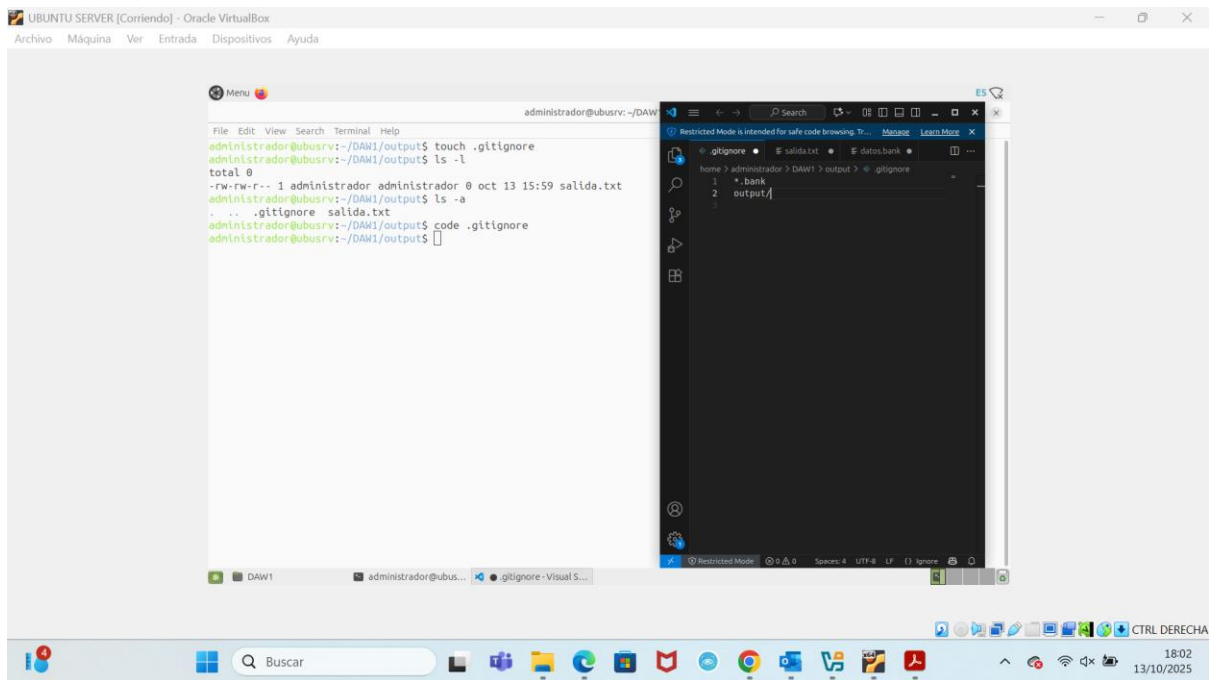 UBUNTU SERVER [Corriendo] - Oracle VirtualBox
Archivo Máquina Ver Entrada Dispositivos Ayuda
Menu
ES
administrador@ubusrv: ~/DAW
File Edit View Search Terminal Help
administrador@ubusrv:~/DAW1/output$ touch .gitignore
administrador@ubusrv:~/DAW1/output$ ls -l
total 0
-rw-rw-r-- 1 administrador administrador 0 oct 13 15:59 salida.txt
administrador@ubusrv:~/DAW1/output$ ls -a
. .. .gitignore salida.txt
administrador@ubusrv:~/DAW1/output$ code .gitignore
administrador@ubusrv:~/DAW1/output$
Search
Restricted Mode is intended for safe code browsing. Tr... Manage Learn More
.gitignore salida.txt datos.bank
home > administrador > DAW1 > output > .gitignore
1 *.bank
2 output/
3
Restricted Mode 0 0 Spaces: 4 UTF-8 LF {} Ignore
DAW1 administrador@ubus... .gitignore - Visual S...
CTRL DERECHA
4
Buscar
18:02
13/10/2025